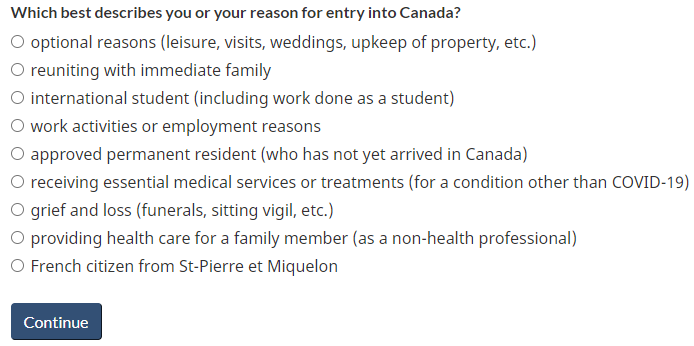 Which best describes you or your reason for entry into Canada?
optional reasons (leisure, visits, weddings, upkeep of property, etc.)
reuniting with immediate family
international student (including work done as a student)
work activities or employment reasons
approved permanent resident (who has not yet arrived in Canada)
receiving essential medical services or treatments (for a condition other than COVID-19)
grief and loss (funerals, sitting vigil, etc.)
providing health care for a family member (as a non-health professional)
French citizen from St-Pierre et Miquelon
Continue